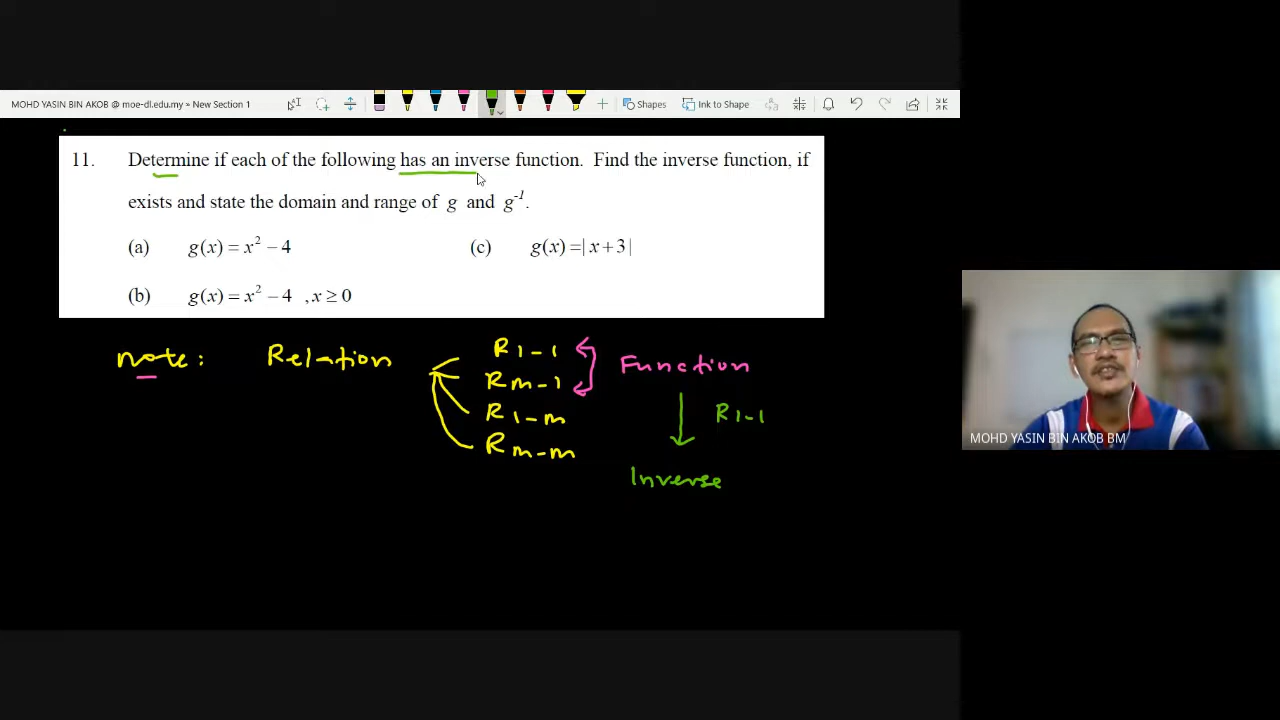 MOHD YASIN BIN AKOB @ moe-dl.edu.my » New Section 1
Shapes
Ink to Shape
11. Determine if each of the following has an inverse function. Find the inverse function, if
exists and state the domain and range of g and g⁻¹.
(a) g(x) = x² − 4 (c) g(x) =| x + 3 |
(b) g(x) = x² − 4 , x ≥ 0
note: Relation
R 1-1
R m-1
R 1-m
R m-m
Function
R 1-1
Inverse
MOHD YASIN BIN AKOB BM